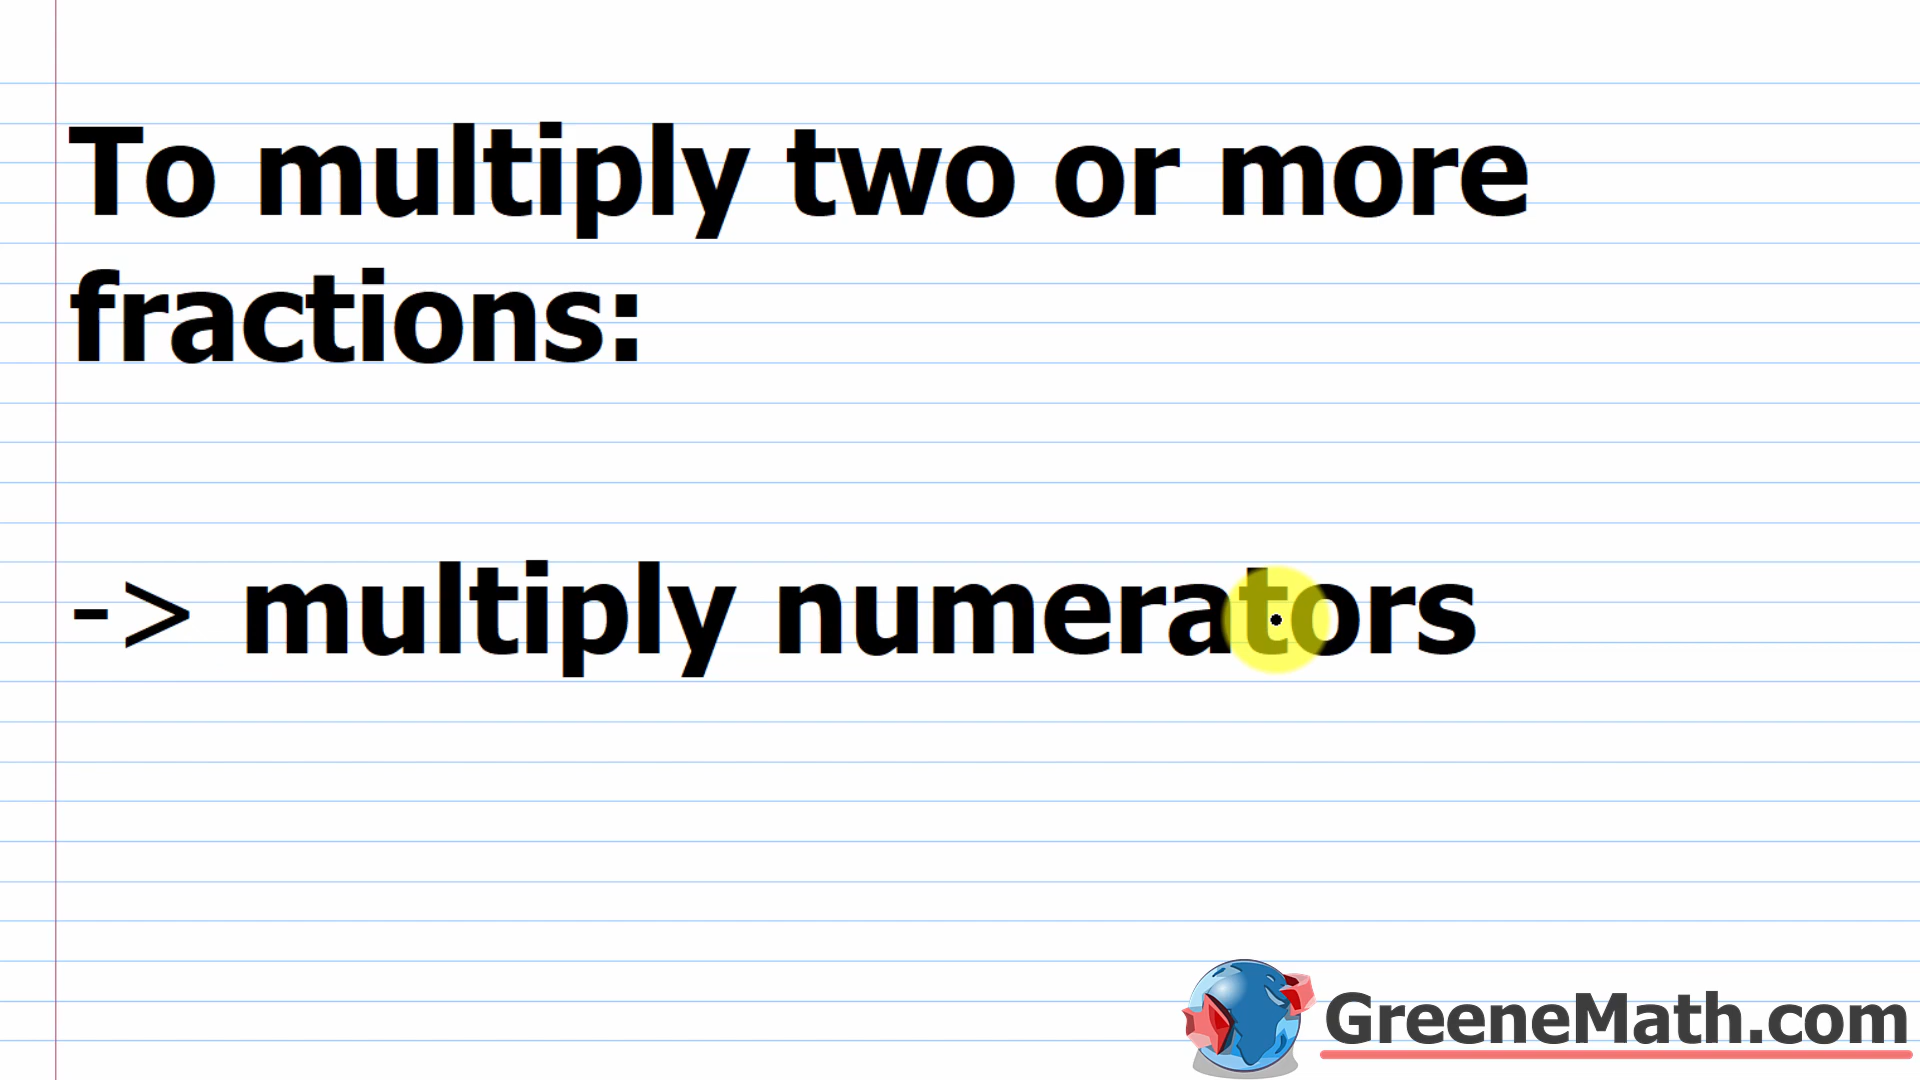 To multiply two or more
fractions:
-> multiply numerators
GreeneMath.com